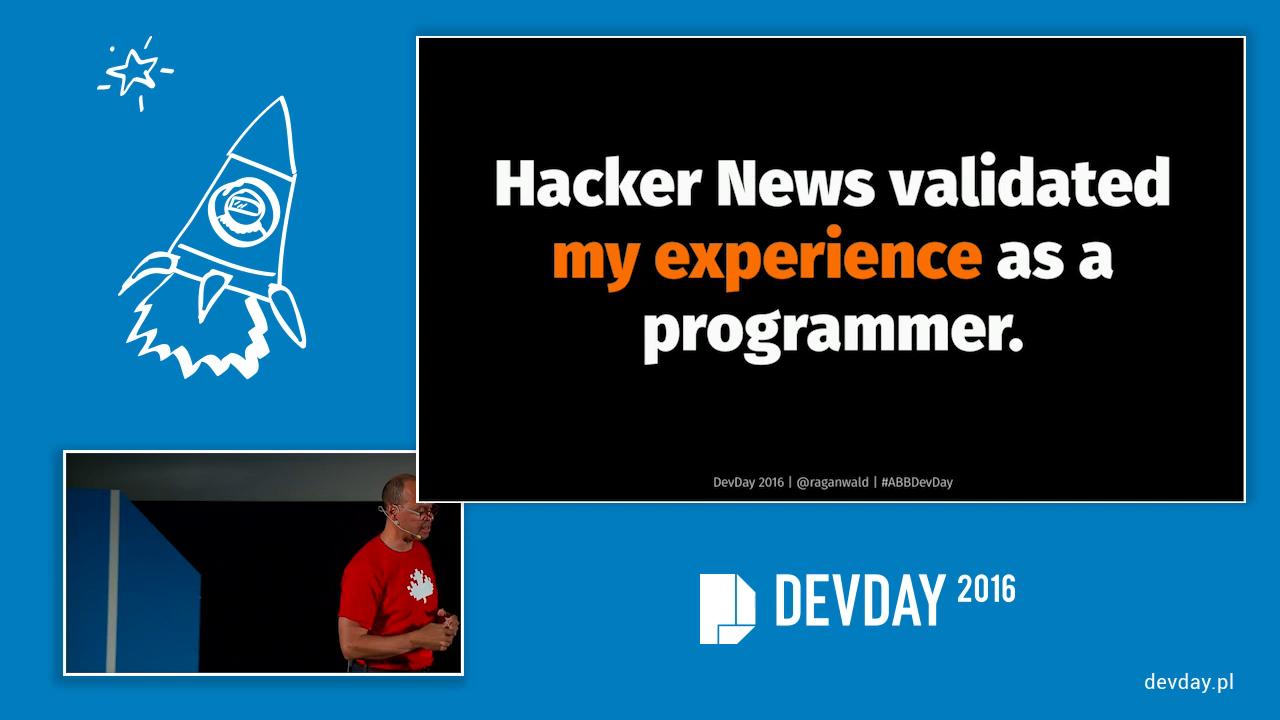 Hacker News validated
my experience as a
programmer.
DevDay 2016 | @raganwald | #ABBDevDay
DEVDAY 2016
devday.pl